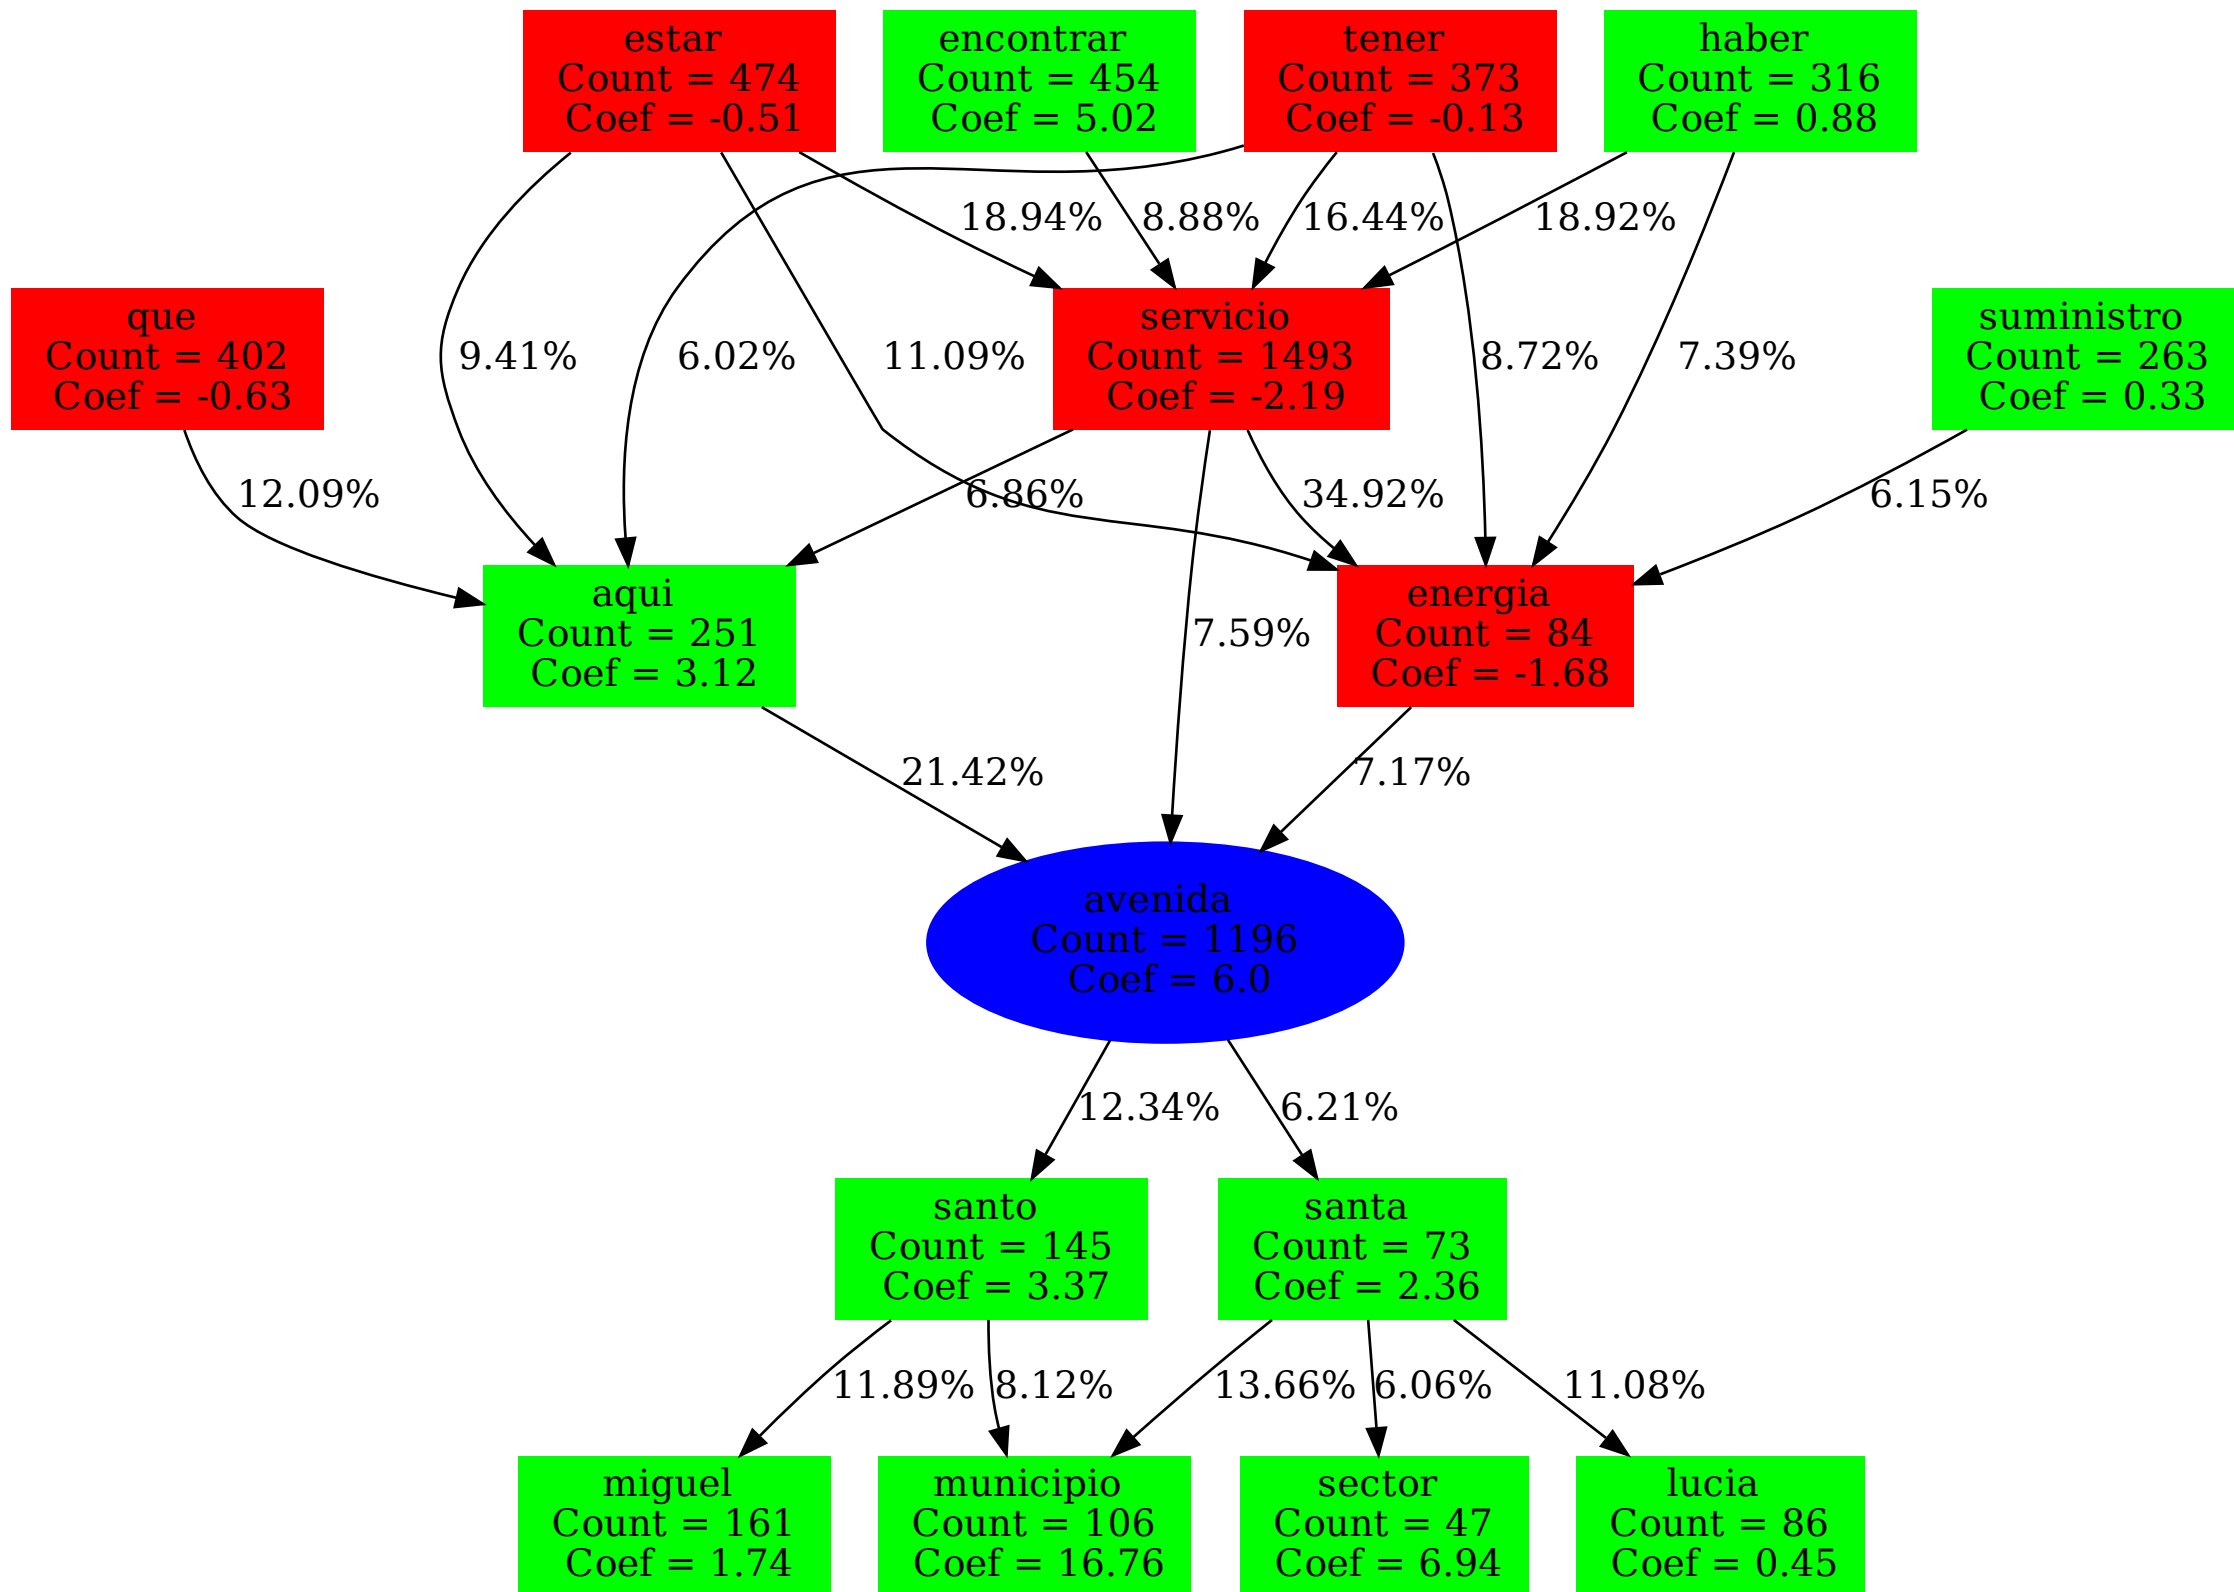 estar
Count = 474
Coef = -0.51
encontrar
Count = 454
Coef = 5.02
tener
Count = 373
Coef = -0.13
haber
Count = 316
Coef = 0.88
18.94%
8.88%
16.44%
18.92%
que
Count = 402
Coef = -0.63
9.41%
6.02%
11.09%
servicio
Count = 1493
Coef = -2.19
8.72%
7.39%
suministro
Count = 263
Coef = 0.33
12.09%
6.86%
34.92%
6.15%
aqui
Count = 251
Coef = 3.12
7.59%
energia
Count = 84
Coef = -1.68
21.42%
7.17%
avenida
Count = 1196
Coef = 6.0
12.34%
6.21%
santo
Count = 145
Coef = 3.37
santa
Count = 73
Coef = 2.36
11.89%
8.12%
13.66%
6.06%
11.08%
miguel
Count = 161
Coef = 1.74
municipio
Count = 106
Coef = 16.76
sector
Count = 47
Coef = 6.94
lucia
Count = 86
Coef = 0.45